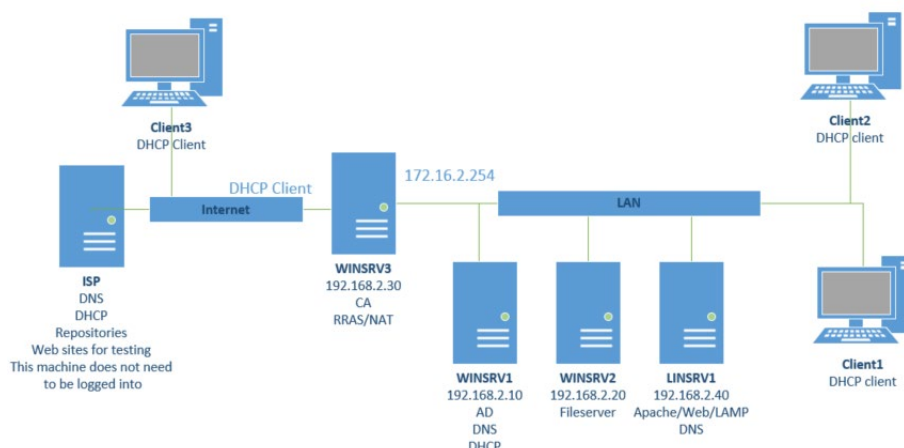 Client3
DHCP Client
Client2
DHCP Client
DHCP Client
172.16.2.254
Internet
LAN
ISP
DNS
DHCP
Repositories
Web sites for testing
This machine does not need
to be logged into
WINSRV3
192.168.2.30
CA
RRAS/NAT
WINSRV1
192.168.2.10
AD
DNS
DHCP
WINSRV2
192.168.2.20
Fileserver
LINSRV1
192.168.2.40
Apache/Web/LAMP
DNS
Client1
DHCP client